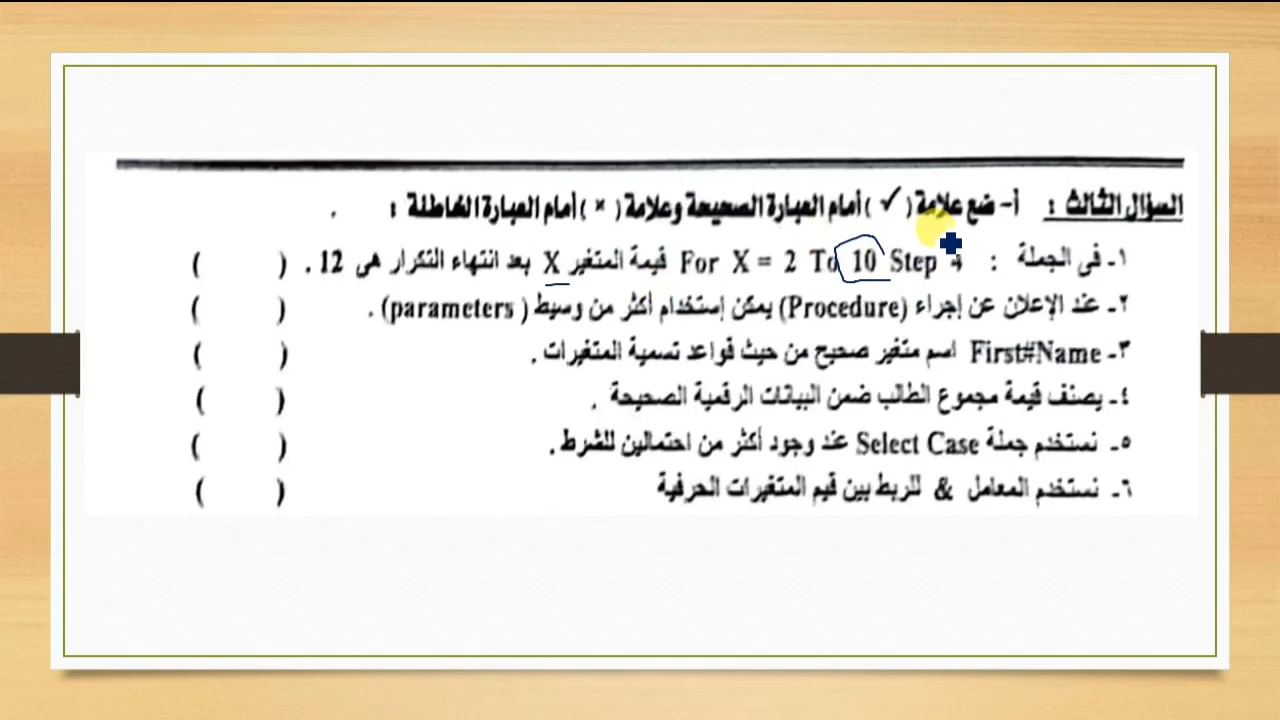 السؤال الثالث : أ- ضع علامة ( ✓ ) أمام العبارة الصحيحة وعلامة ( × ) أمام العبارة الخاطئة :
١- فى الجملة : For X = 2 To 10 Step 4 قيمة المتغير X بعد انتهاء التكرار هى 12 . ( )
٢- عند الإعلان عن إجراء (Procedure) يمكن إستخدام أكثر من وسيط (parameters) . ( )
٣- First#Name اسم متغير صحيح من حيث قواعد تسمية المتغيرات . ( )
٤- يصنف قيمة مجموع الطالب ضمن البيانات الرقمية الصحيحة . ( )
٥- نستخدم جملة Select Case عند وجود أكثر من احتمالين للشرط . ( )
٦- نستخدم المعامل & للربط بين قيم المتغيرات الحرفية ( )